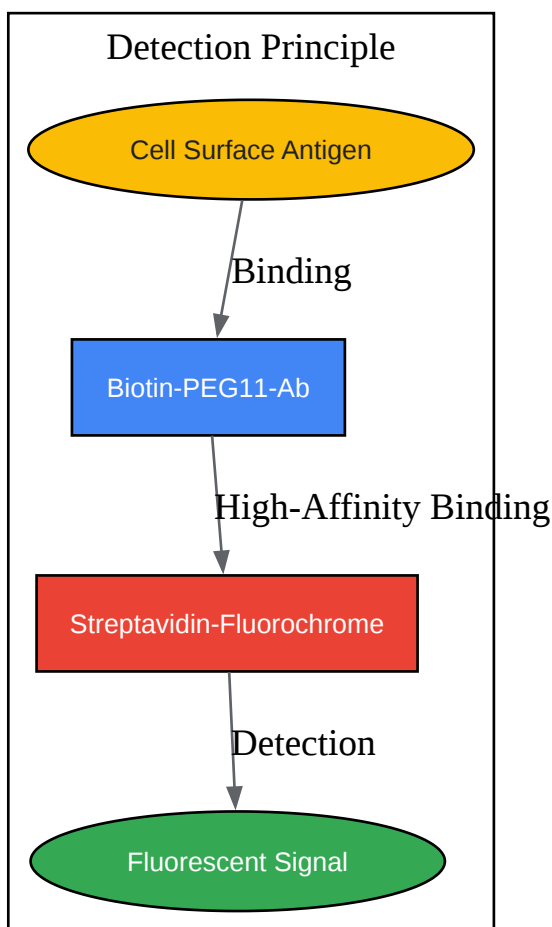 Detection Principle
Cell Surface Antigen
Binding
Biotin-PEG11-Ab
High-Affinity Binding
Streptavidin-Fluorochrome
Detection
Fluorescent Signal